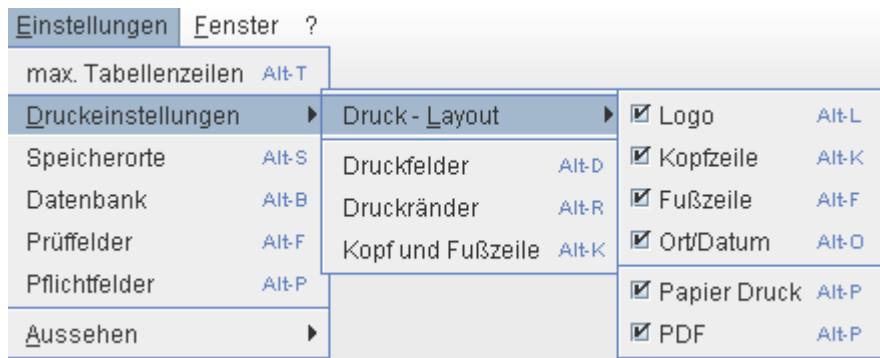 Einstellungen Fenster ?
max. Tabellenzeilen Alt-T
Druckeinstellungen
Speicherorte Alt-S
Datenbank Alt-B
Prüffelder Alt-F
Pflichtfelder Alt-P
Aussehen
Druck - Layout
Druckfelder Alt-D
Druckränder Alt-R
Kopf und Fußzeile Alt-K
Logo Alt-L
Kopfzeile Alt-K
Fußzeile Alt-F
Ort/Datum Alt-O
Papier Druck Alt-P
PDF Alt-P